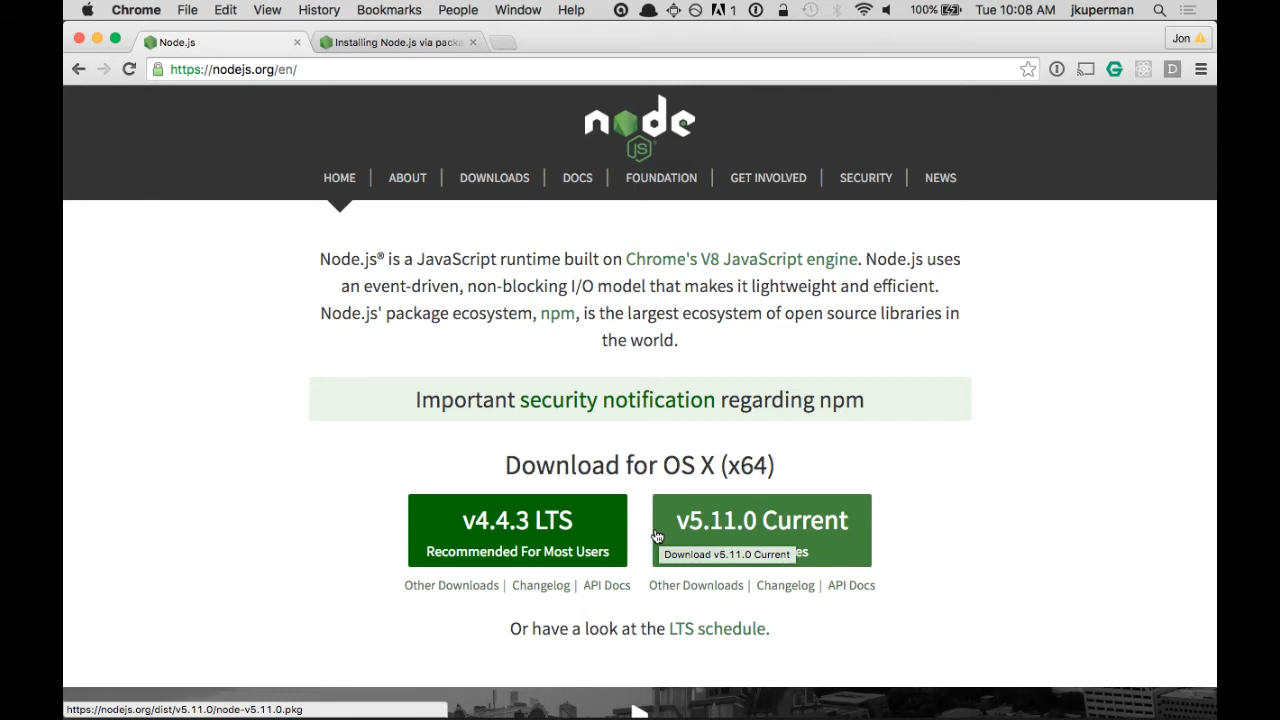 Chrome File Edit View History Bookmarks People Window Help 1 100% Tue 10:08 AM jkuperman
Node.js Installing Node.js via packa Jon
https://nodejs.org/en/ D
node
JS
HOME ABOUT DOWNLOADS DOCS FOUNDATION GET INVOLVED SECURITY NEWS
Node.js® is a JavaScript runtime built on Chrome's V8 JavaScript engine. Node.js uses
an event-driven, non-blocking I/O model that makes it lightweight and efficient.
Node.js' package ecosystem, npm, is the largest ecosystem of open source libraries in
the world.
Important security notification regarding npm
Download for OS X (x64)
v4.4.3 LTS
Recommended For Most Users
v5.11.0 Current
Download v5.11.0 Current
Other Downloads | Changelog | API Docs Other Downloads | Changelog | API Docs
Or have a look at the LTS schedule.
https://nodejs.org/dist/v5.11.0/node-v5.11.0.pkg